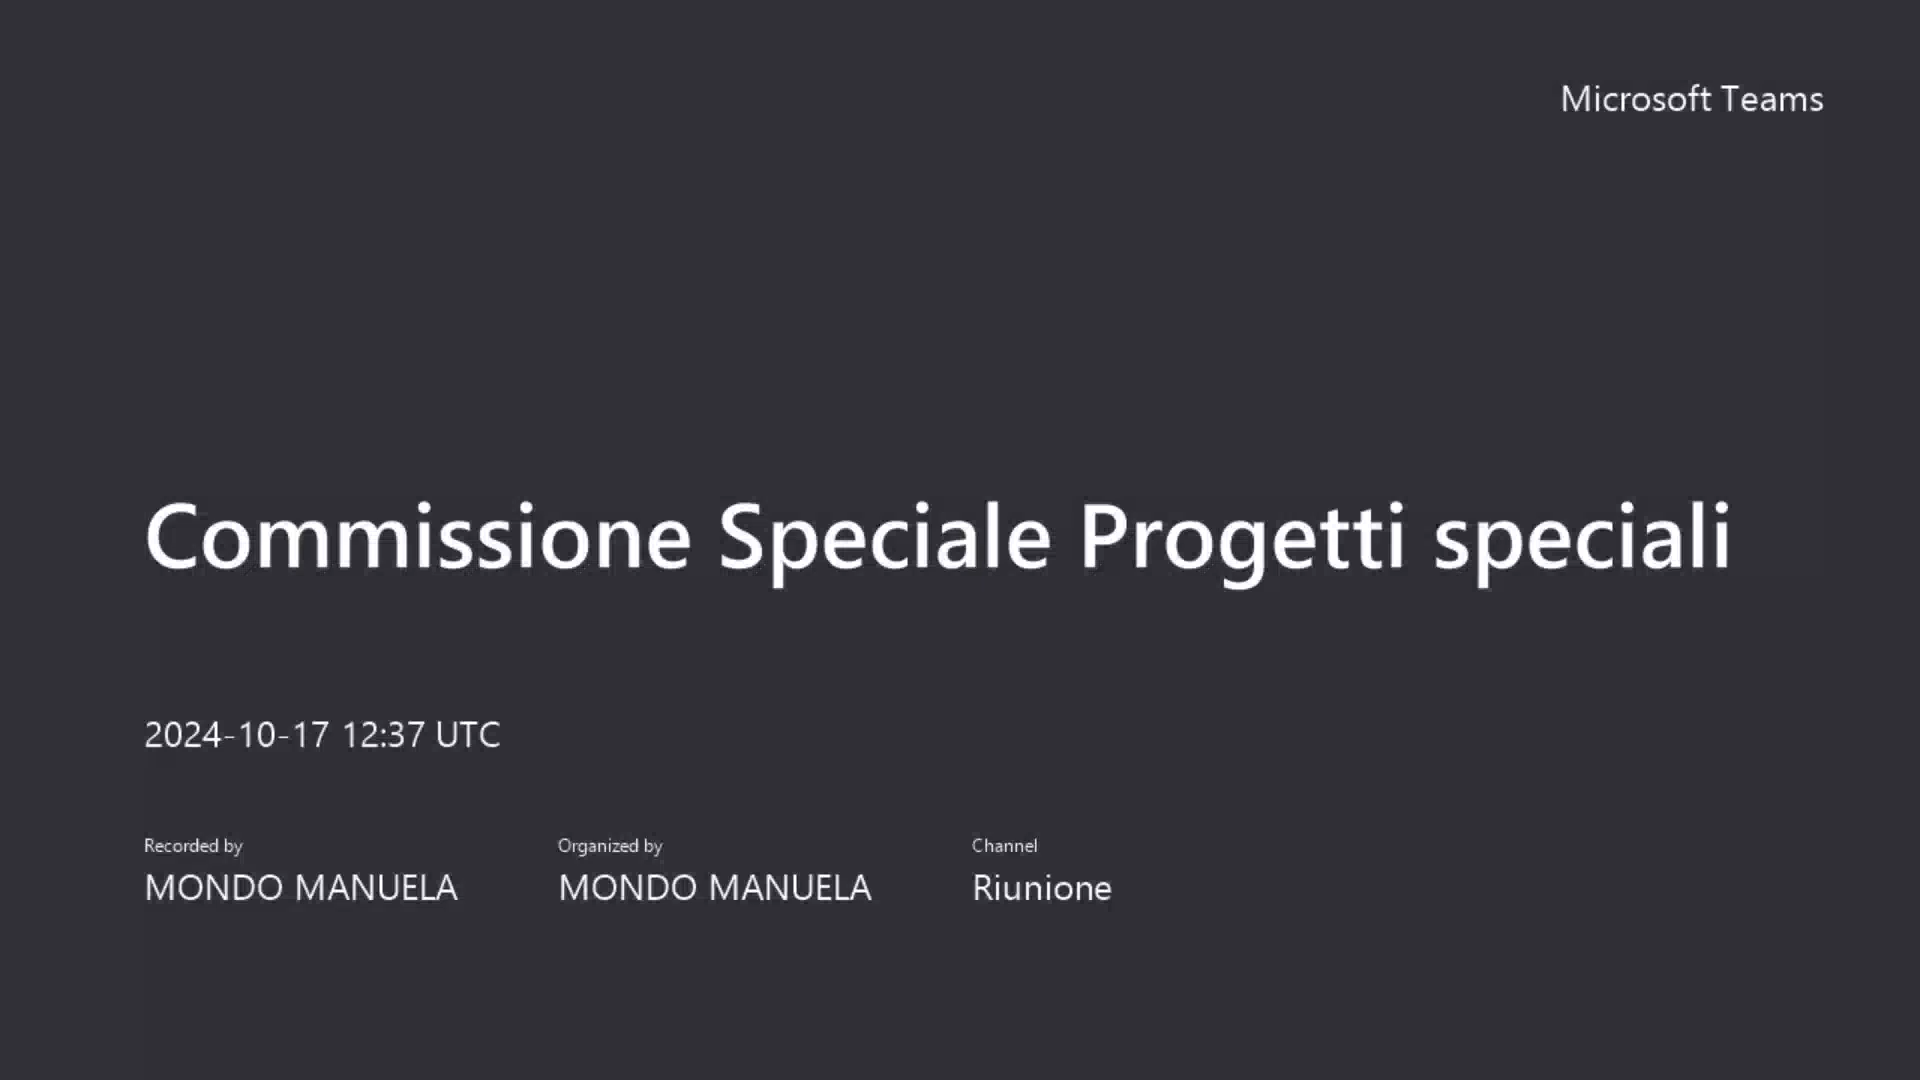 Microsoft Teams
Commissione Speciale Progetti speciali
2024-10-17 12:37 UTC
Recorded by
MONDO MANUELA
Organized by
MONDO MANUELA
Channel
Riunione